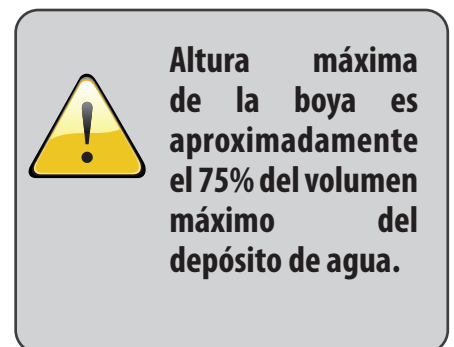 Altura máxima
de la boya es
aproximadamente
el 75% del volumen
máximo del
depósito de agua.